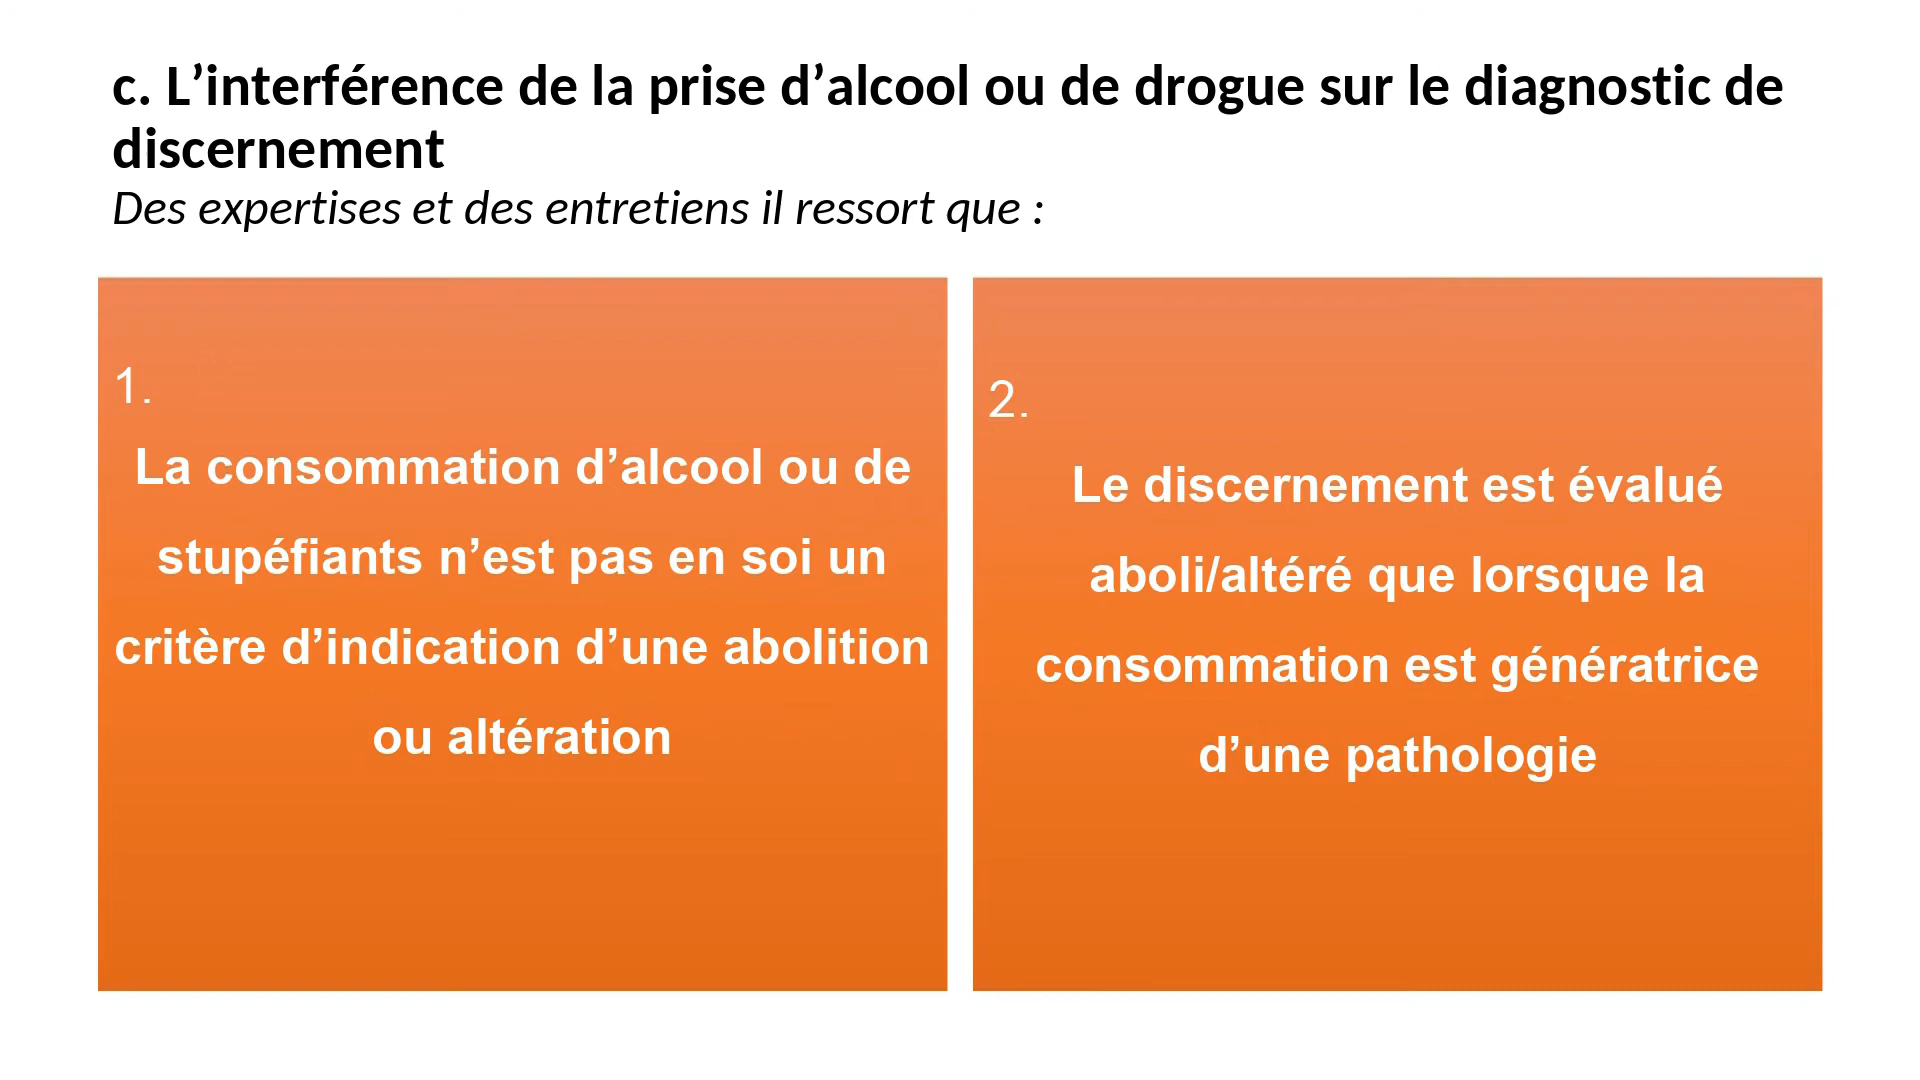 c. L’interférence de la prise d’alcool ou de drogue sur le diagnostic de
discernement
Des expertises et des entretiens il ressort que :
1.
La consommation d’alcool ou de
stupéfiants n’est pas en soi un
critère d’indication d’une abolition
ou altération
2.
Le discernement est évalué
aboli/altéré que lorsque la
consommation est génératrice
d’une pathologie